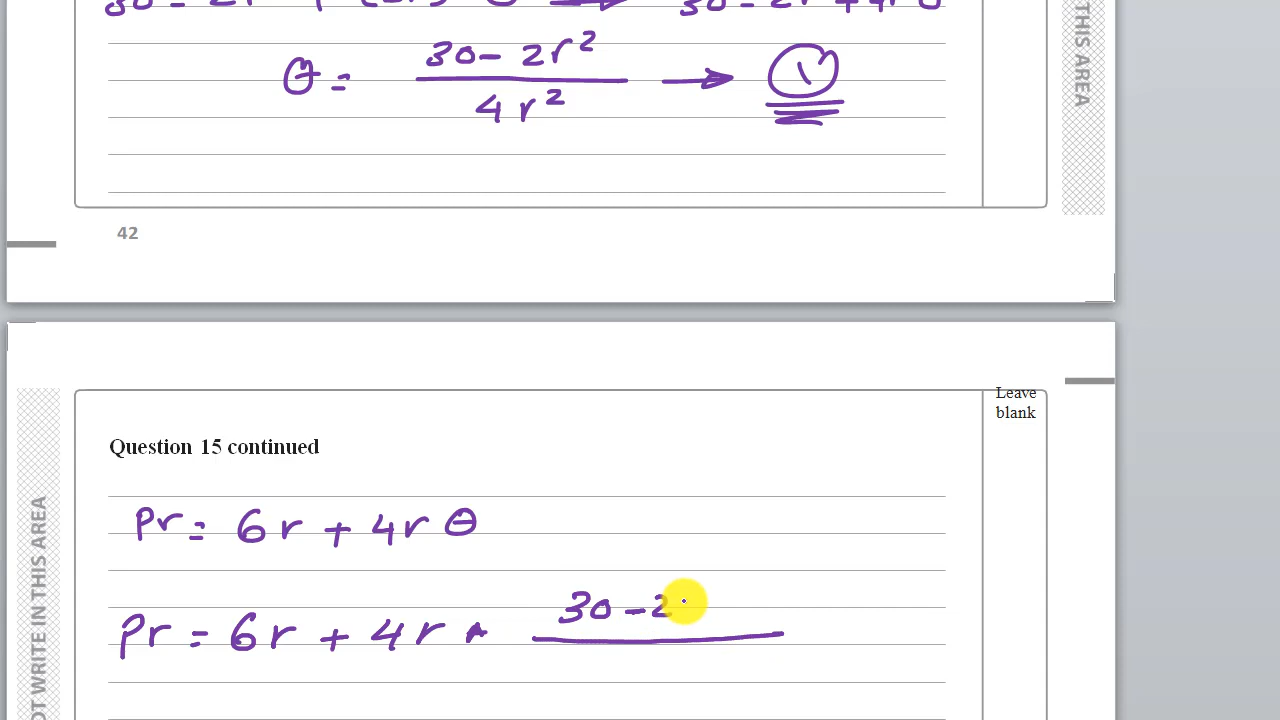 THIS AREA
θ = 30 - 2r² / 4r² → ①
42
Leave
blank
Question 15 continued
OT WRITE IN THIS AREA
Pr = 6r + 4rθ
Pr = 6r + 4r × 30 - 2